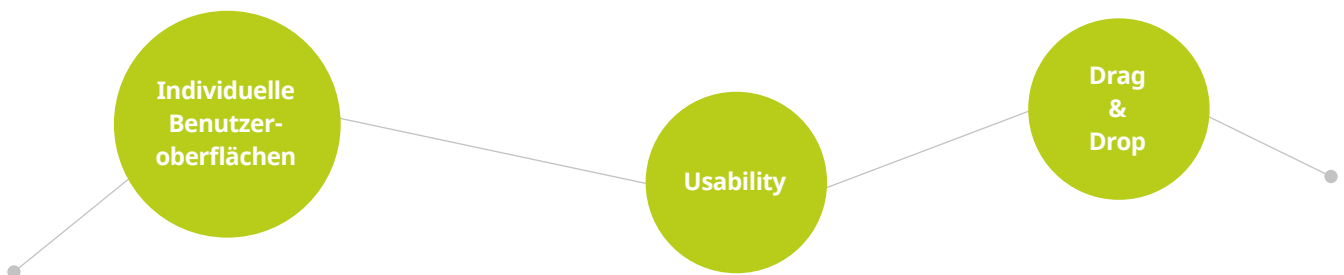 Individuelle
Benutzer-
oberflächen
Usability
Drag
&
Drop